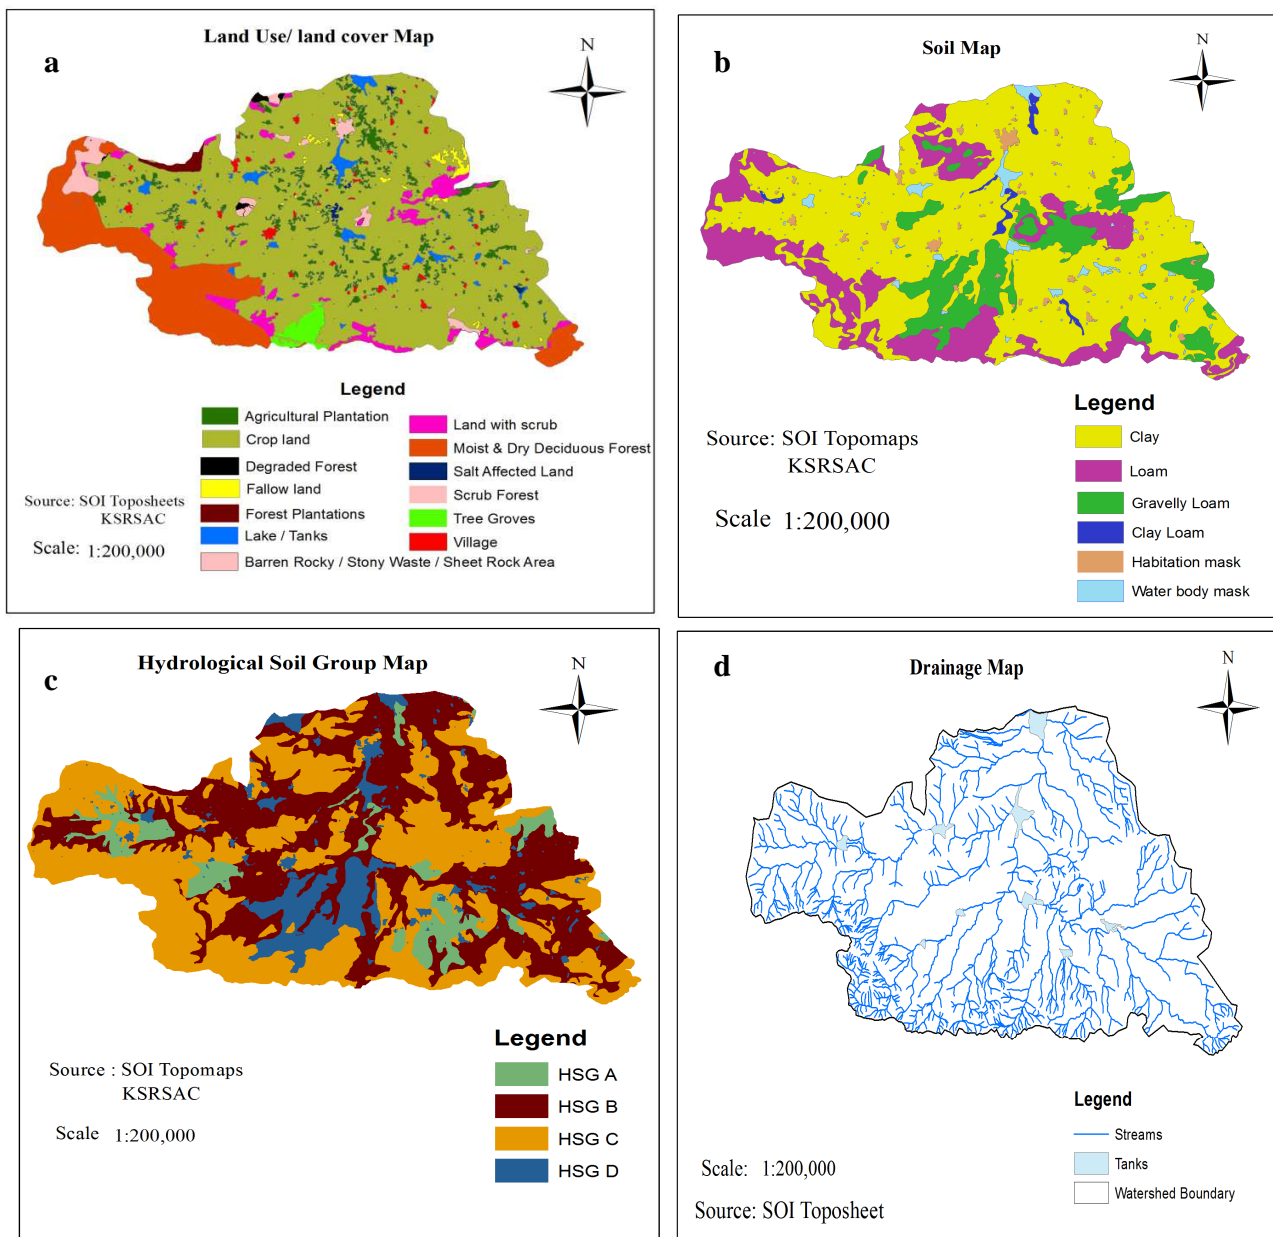 Land Use/ land cover Map
a
N
Legend
Agricultural Plantation
Crop land
Degraded Forest
Fallow land
Forest Plantations
Lake / Tanks
Barren Rocky / Stony Waste / Sheet Rock Area
Land with scrub
Moist & Dry Deciduous Forest
Salt Affected Land
Scrub Forest
Tree Groves
Village
Source: SOI Toposheets
KSRSAC
Scale: 1:200,000
Soil Map
b
N
Legend
Clay
Loam
Gravelly Loam
Clay Loam
Habitation mask
Water body mask
Source: SOI Topomaps
KSRSAC
Scale 1:200,000
Hydrological Soil Group Map
c
N
Legend
HSG A
HSG B
HSG C
HSG D
Source : SOI Topomaps
KSRSAC
Scale 1:200,000
Drainage Map
d
N
Legend
Streams
Tanks
Watershed Boundary
Scale: 1:200,000
Source: SOI Toposheet